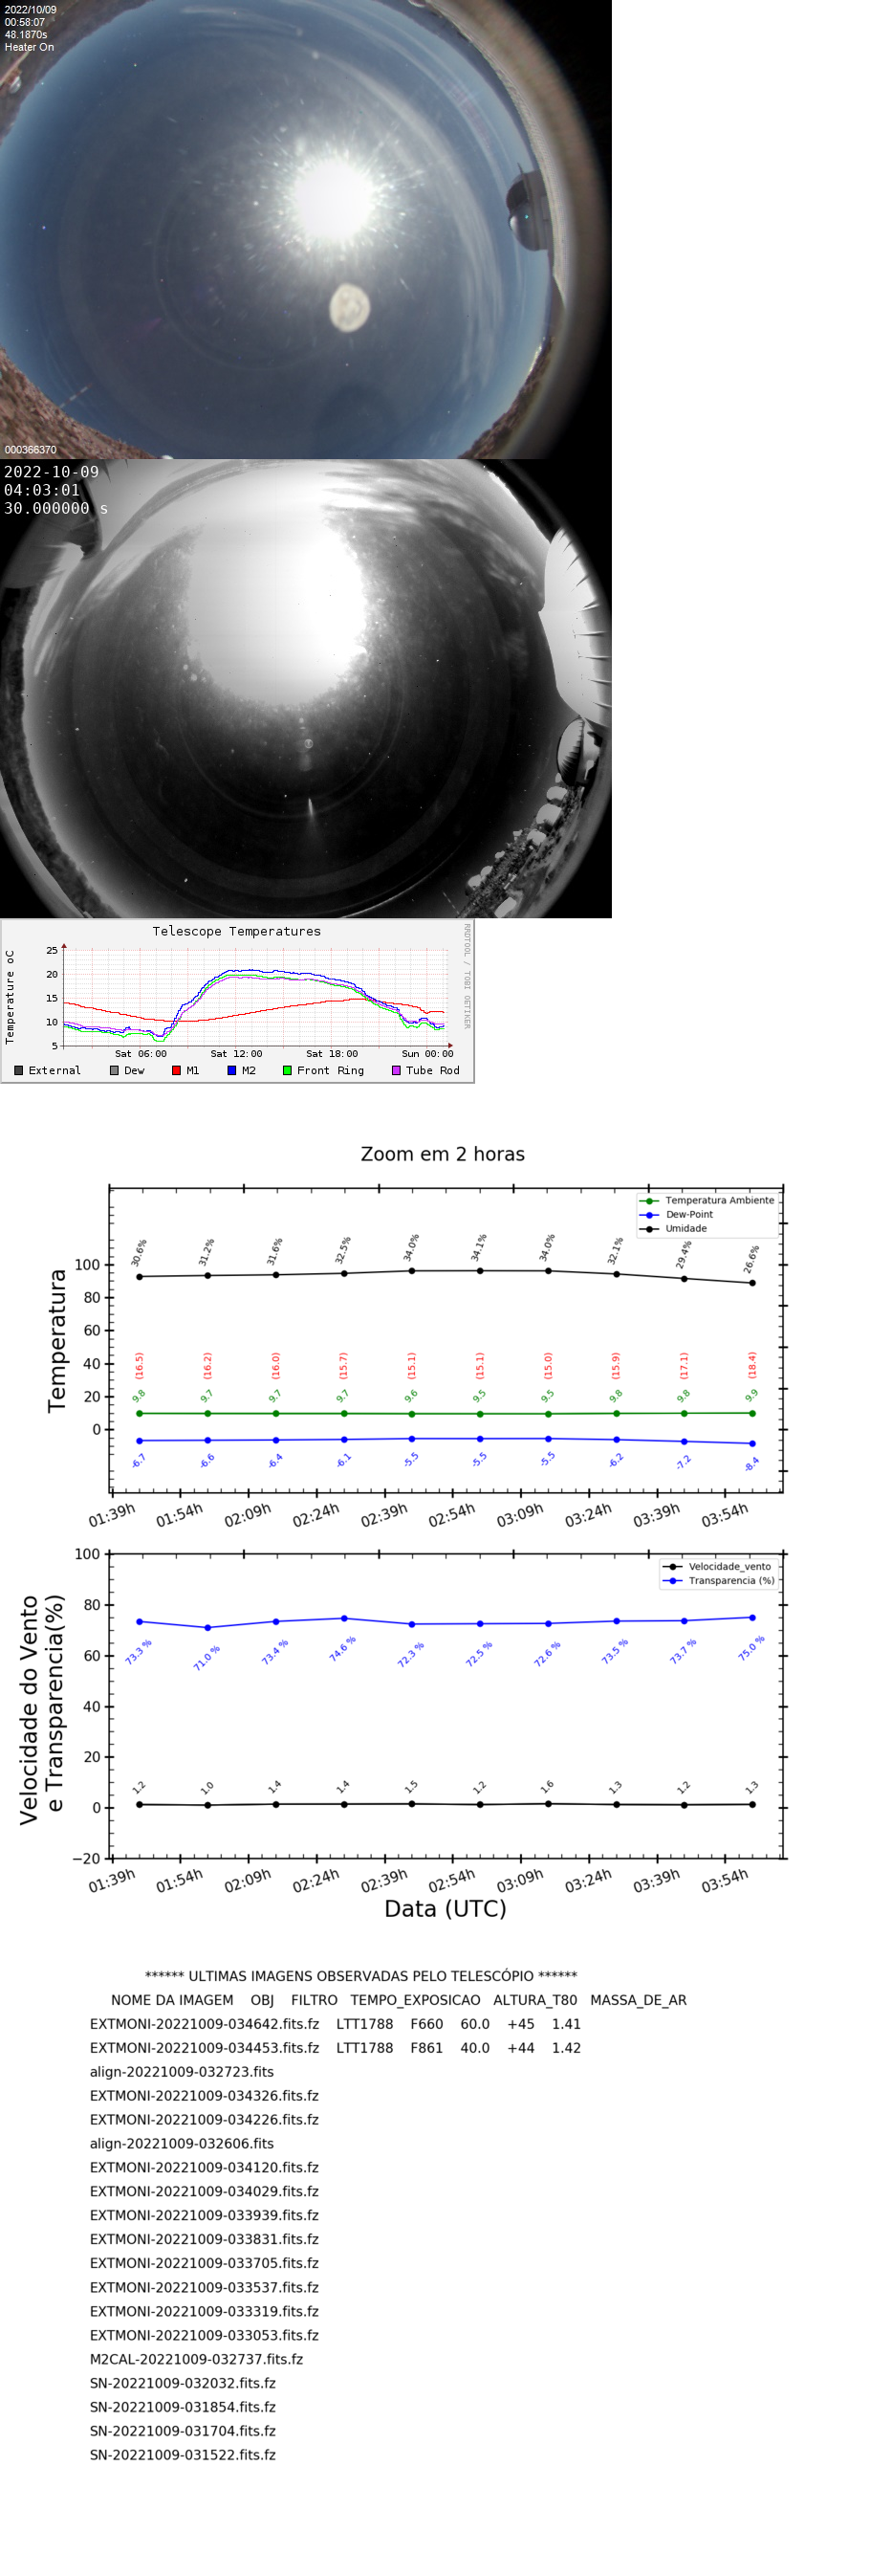 2022/10/09
00:58:07
48.1870s
Heater On
000366370
2022-10-09
04:03:01
30.000000 s
Telescope Temperatures
RRDTOOL / TOBI OETIKER
Temperature oC
25
20
15
10
5
Sat 06:00 Sat 12:00 Sat 18:00 Sun 00:00
External Dew M1 M2 Front Ring Tube Rod
Zoom em 2 horas
Temperatura Ambiente
Dew-Point
Umidade
30.6% 31.2% 31.6% 32.5% 34.0% 34.1% 34.0% 32.1% 29.4% 26.6%
Temperatura
100
80
60
40
20
0
(16.5) (16.2) (16.0) (15.7) (15.1) (15.1) (15.0) (15.9) (17.1) (18.4)
9.8 9.7 9.7 9.7 9.6 9.5 9.5 9.8 9.8 9.9
-6.7 -6.6 -6.4 -6.1 -5.5 -5.5 -5.5 -6.2 -7.2 -8.4
01:39h 01:54h 02:09h 02:24h 02:39h 02:54h 03:09h 03:24h 03:39h 03:54h
Velocidade do Vento
e Transparencia(%)
100
80
60
40
20
0
−20
Velocidade_vento
Transparencia (%)
73.3 % 71.0 % 73.4 % 74.6 % 72.3 % 72.5 % 72.6 % 73.5 % 73.7 % 75.0 %
1.2 1.0 1.4 1.4 1.5 1.2 1.6 1.3 1.2 1.3
01:39h 01:54h 02:09h 02:24h 02:39h 02:54h 03:09h 03:24h 03:39h 03:54h
Data (UTC)
****** ULTIMAS IMAGENS OBSERVADAS PELO TELESCÓPIO ******
NOME DA IMAGEM OBJ FILTRO TEMPO_EXPOSICAO ALTURA_T80 MASSA_DE_AR
EXTMONI-20221009-034642.fits.fz LTT1788 F660 60.0 +45 1.41
EXTMONI-20221009-034453.fits.fz LTT1788 F861 40.0 +44 1.42
align-20221009-032723.fits
EXTMONI-20221009-034326.fits.fz
EXTMONI-20221009-034226.fits.fz
align-20221009-032606.fits
EXTMONI-20221009-034120.fits.fz
EXTMONI-20221009-034029.fits.fz
EXTMONI-20221009-033939.fits.fz
EXTMONI-20221009-033831.fits.fz
EXTMONI-20221009-033705.fits.fz
EXTMONI-20221009-033537.fits.fz
EXTMONI-20221009-033319.fits.fz
EXTMONI-20221009-033053.fits.fz
M2CAL-20221009-032737.fits.fz
SN-20221009-032032.fits.fz
SN-20221009-031854.fits.fz
SN-20221009-031704.fits.fz
SN-20221009-031522.fits.fz